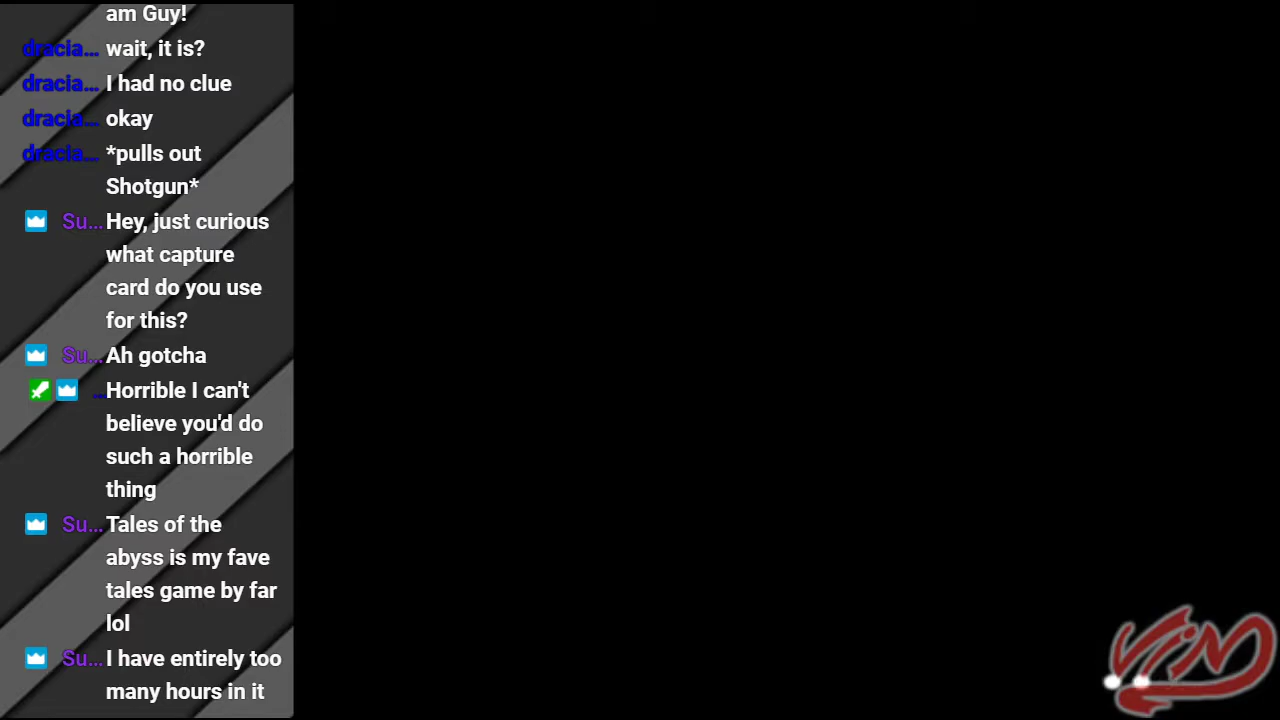 am Guy!
dracia... wait, it is?
dracia... I had no clue
dracia... okay
dracia... *pulls out
Shotgun*
Su... Hey, just curious
what capture
card do you use
for this?
Su... Ah gotcha
... Horrible I can't
believe you'd do
such a horrible
thing
Su... Tales of the
abyss is my fave
tales game by far
lol
Su... I have entirely too
many hours in it